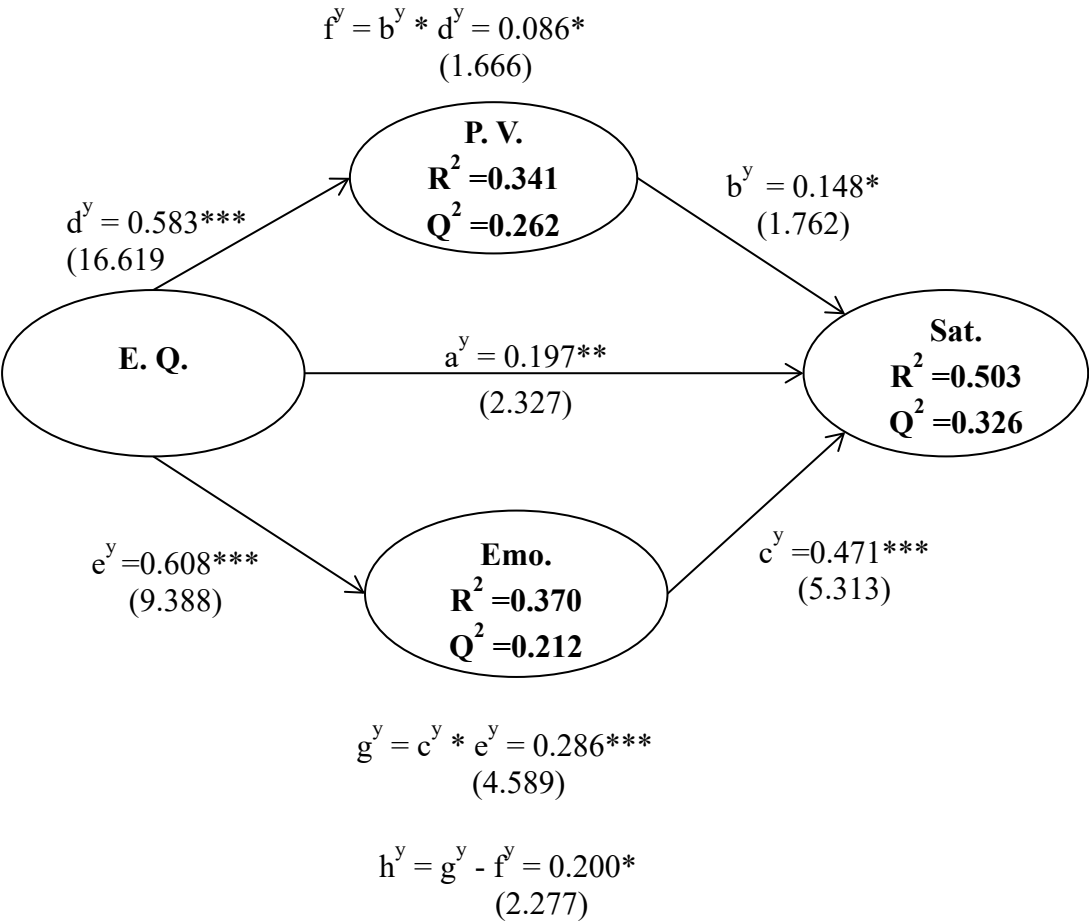 f^y = b^y * d^y = 0.086*
(1.666)
P. V.
R^2 =0.341
Q^2 =0.262
b^y = 0.148*
(1.762)
d^y = 0.583***
(16.619
E. Q.
a^y = 0.197**
(2.327)
Sat.
R^2 =0.503
Q^2 =0.326
e^y =0.608***
(9.388)
Emo.
R^2 =0.370
Q^2 =0.212
c^y =0.471***
(5.313)
g^y = c^y * e^y = 0.286***
(4.589)
h^y = g^y - f^y = 0.200*
(2.277)